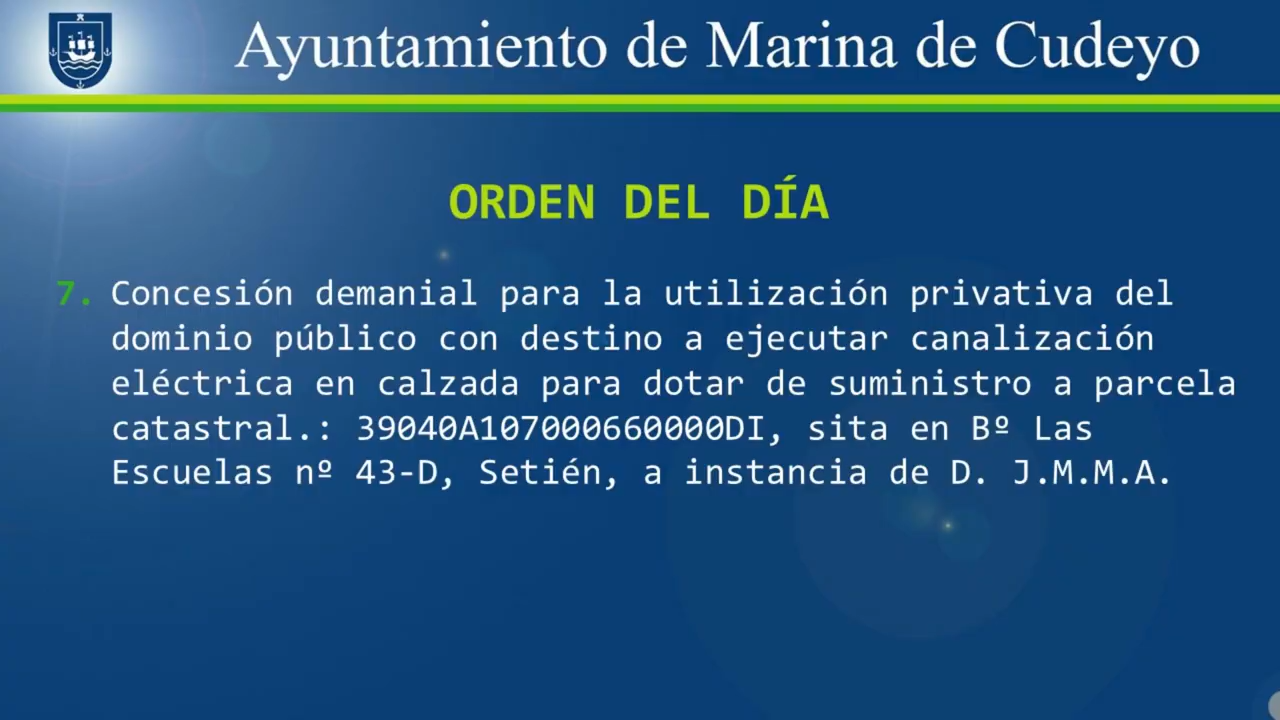 Ayuntamiento de Marina de Cudeyo
ORDEN DEL DÍA
7. Concesión demanial para la utilización privativa del
dominio público con destino a ejecutar canalización
eléctrica en calzada para dotar de suministro a parcela
catastral.: 39040A107000660000DI, sita en Bº Las
Escuelas nº 43-D, Setién, a instancia de D. J.M.M.A.